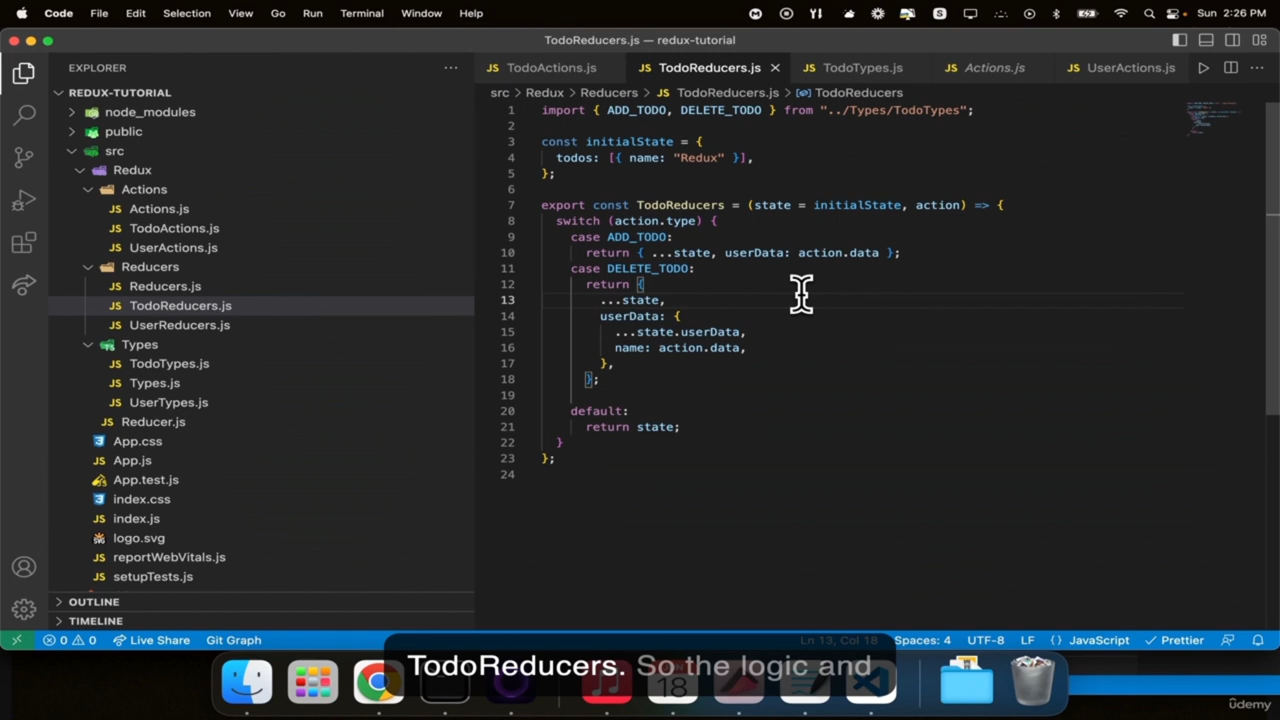 Code File Edit Selection View Go Run Terminal Window Help Sun 2:26 PM
TodoReducers.js — redux-tutorial
EXPLORER
REDUX-TUTORIAL
node_modules
public
src
Redux
Actions
Actions.js
TodoActions.js
UserActions.js
Reducers
Reducers.js
TodoReducers.js
UserReducers.js
Types
TodoTypes.js
Types.js
UserTypes.js
Reducer.js
App.css
App.js
App.test.js
index.css
index.js
logo.svg
reportWebVitals.js
setupTests.js
OUTLINE
TIMELINE
TodoActions.js TodoReducers.js TodoTypes.js Actions.js UserActions.js
src > Redux > Reducers > TodoReducers.js > TodoReducers
1 import { ADD_TODO, DELETE_TODO } from "../Types/TodoTypes";
2
3 const initialState = {
4 todos: [{ name: "Redux" }],
5 };
6
7 export const TodoReducers = (state = initialState, action) => {
8 switch (action.type) {
9 case ADD_TODO:
10 return { ...state, userData: action.data };
11 case DELETE_TODO:
12 return {
13 ...state,
14 userData: {
15 ...state.userData,
16 name: action.data,
17 },
18 };
19
20 default:
21 return state;
22 }
23 };
24
0 0 Live Share Git Graph Ln 13, Col 18 Spaces: 4 UTF-8 LF {} JavaScript Prettier
TodoReducers. So the logic and
18
udemy